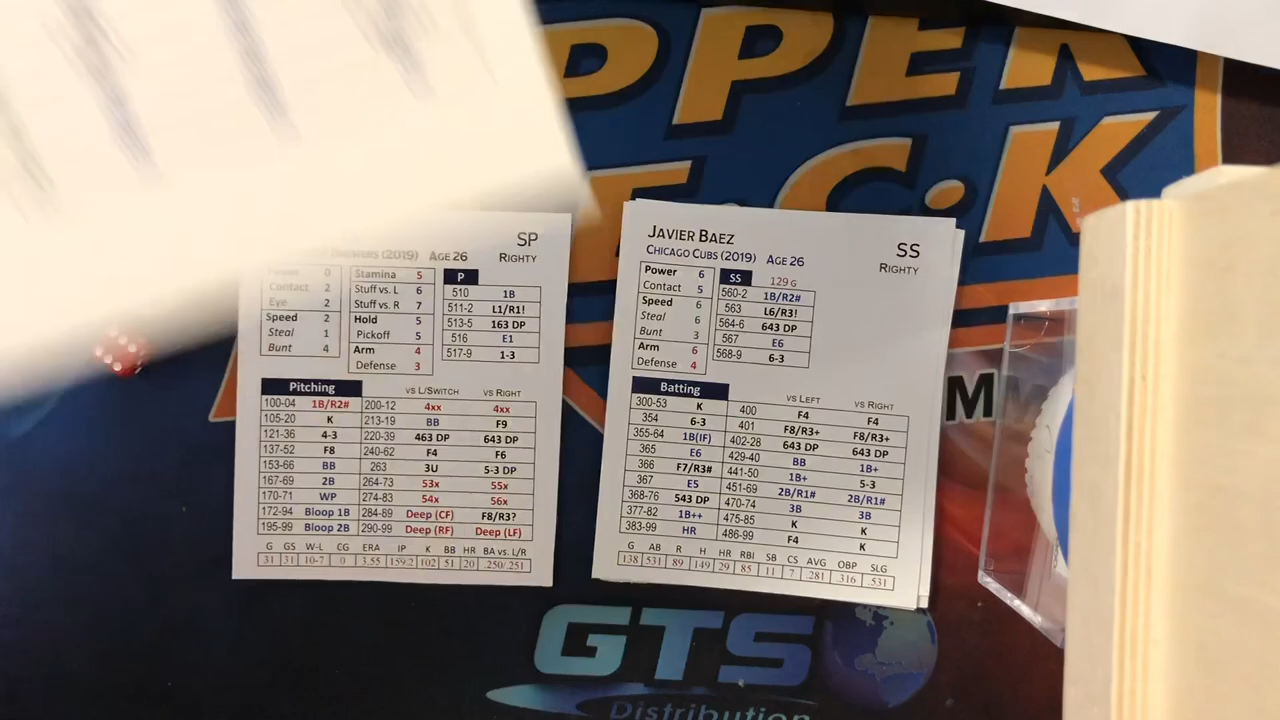 PPER
T·C·K
SP
RIGHTY
(2019) AGE 26
Power 0
Contact 2
Eye 2
Speed 2
Steal 1
Bunt 4
Stamina 5
Stuff vs. L 6
Stuff vs. R 7
Hold 5
Pickoff 5
Arm 4
Defense 3
P
510 1B
511-2 L1/R1!
513-5 163 DP
516 E1
517-9 1-3
Pitching
vs L/SWITCH vs RIGHT
100-04 1B/R2# 200-12 4xx 4xx
105-20 K 213-19 BB F9
121-36 4-3 220-39 463 DP 643 DP
137-52 F8 240-62 F4 F6
153-66 BB 263 3U 5-3 DP
167-69 2B 264-73 53x 55x
170-71 WP 274-83 54x 56x
172-94 Bloop 1B 284-89 Deep (CF) F8/R3?
195-99 Bloop 2B 290-99 Deep (RF) Deep (LF)
G GS W-L CG ERA IP K BB HR BA vs. L/R
31 31 10-7 0 3.55 159.2 102 51 20 .250/.251
JAVIER BAEZ
CHICAGO CUBS (2019) AGE 26
SS
RIGHTY
Power 6
Contact 5
Speed 6
Steal 6
Bunt 3
Arm 6
Defense 4
SS 129 G
560-2 1B/R2#
563 L6/R3!
564-6 643 DP
567 E6
568-9 6-3
Batting
vs LEFT vs RIGHT
300-53 K 400 F4 F4
354 6-3 401 F8/R3+ F8/R3+
355-64 1B(IF) 402-28 643 DP 643 DP
365 E6 429-40 BB 1B+
366 F7/R3# 441-50 1B+ 5-3
367 E5 451-69 2B/R1# 2B/R1#
368-76 543 DP 470-74 3B 3B
377-82 1B++ 475-85 K K
383-99 HR 486-99 F4 K
G AB R H HR RBI SB CS AVG OBP SLG
138 531 89 149 29 85 11 7 .281 .316 .531
M
GTS
Distribution